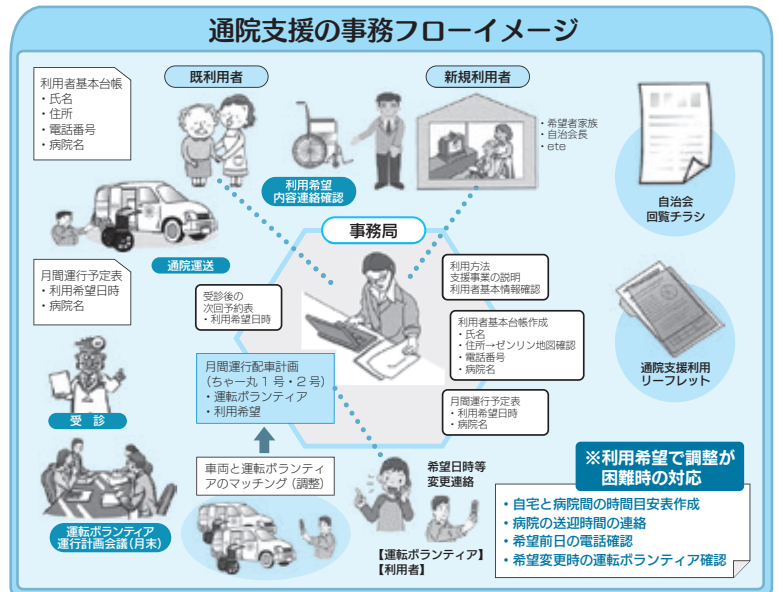 通院支援の事務フローイメージ
利用者基本台帳
・氏名
・住所
・電話番号
・病院名
既利用者
新規利用者
・希望者家族
・自治会長
・ete
利用希望
内容連絡確認
自治会
回覧チラシ
通院運送
事務局
月間運行予定表
・利用希望日時
・病院名
受診後の
次回予約表
・利用希望日時
利用方法
支援事業の説明
利用者基本情報確認
利用者基本台帳作成
・氏名
・住所→ゼンリン地図確認
・電話番号
・病院名
通院支援利用
リーフレット
月間運行配車計画
(ちゃー丸1号・2号)
・運転ボランティア
・利用希望
月間運行予定表
・利用希望日時
・病院名
受 診
車両と運転ボランティ
アのマッチング(調整)
希望日時等
変更連絡
運転ボランティア
運行計画会議(月末)
【運転ボランティア】
【利用者】
※利用希望で調整が
困難時の対応
・自宅と病院間の時間目安表作成
・病院の送迎時間の連絡
・希望前日の電話確認
・希望変更時の運転ボランティア確認